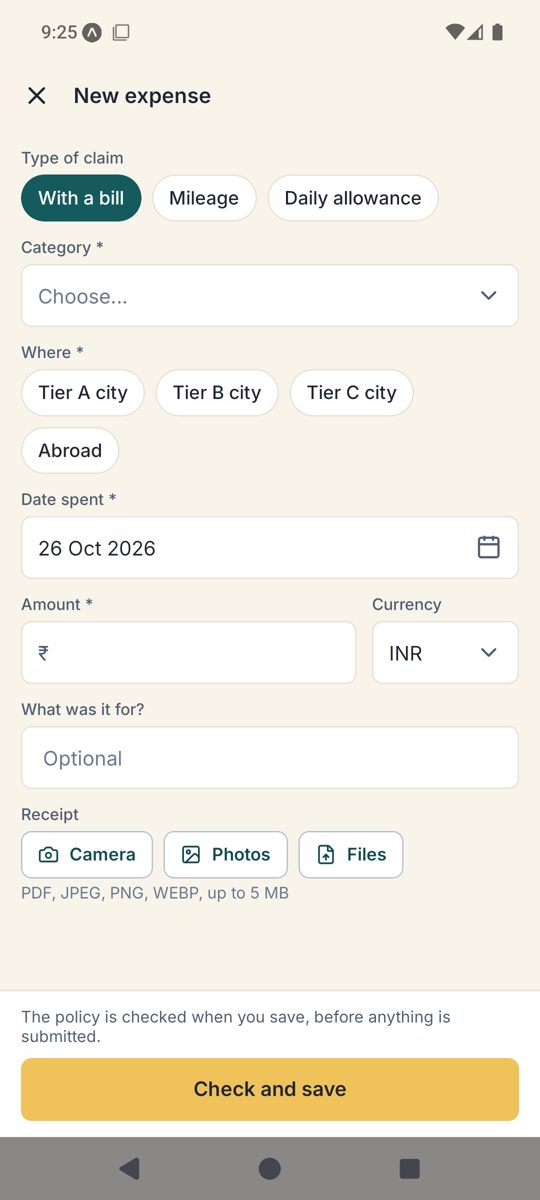 9:25
New expense
Type of claim
With a bill Mileage Daily allowance
Category *
Choose...
Where *
Tier A city Tier B city Tier C city
Abroad
Date spent *
26 Oct 2026
Amount * Currency
₹ INR
What was it for?
Optional
Receipt
Camera Photos Files
PDF, JPEG, PNG, WEBP, up to 5 MB
The policy is checked when you save, before anything is
submitted.
Check and save